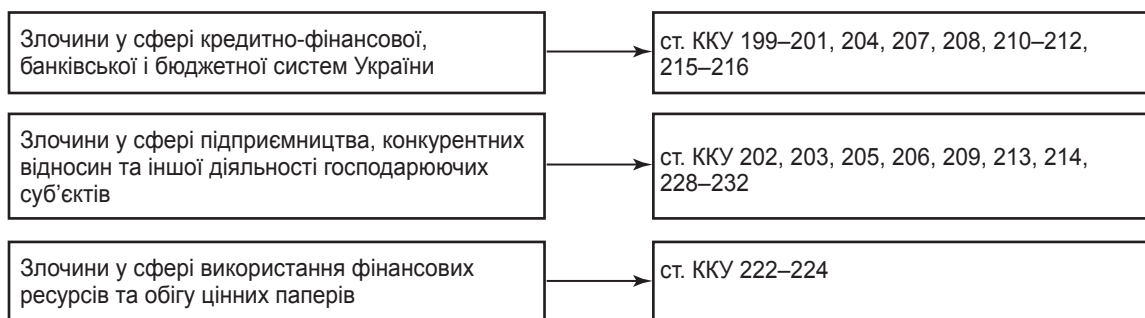 Злочини у сфері кредитно-фінансової,
банківської і бюджетної систем України
ст. ККУ 199–201, 204, 207, 208, 210–212,
215–216
Злочини у сфері підприємництва, конкурентних
відносин та іншої діяльності господарюючих
суб’єктів
ст. ККУ 202, 203, 205, 206, 209, 213, 214,
228–232
Злочини у сфері використання фінансових
ресурсів та обігу цінних паперів
ст. ККУ 222–224